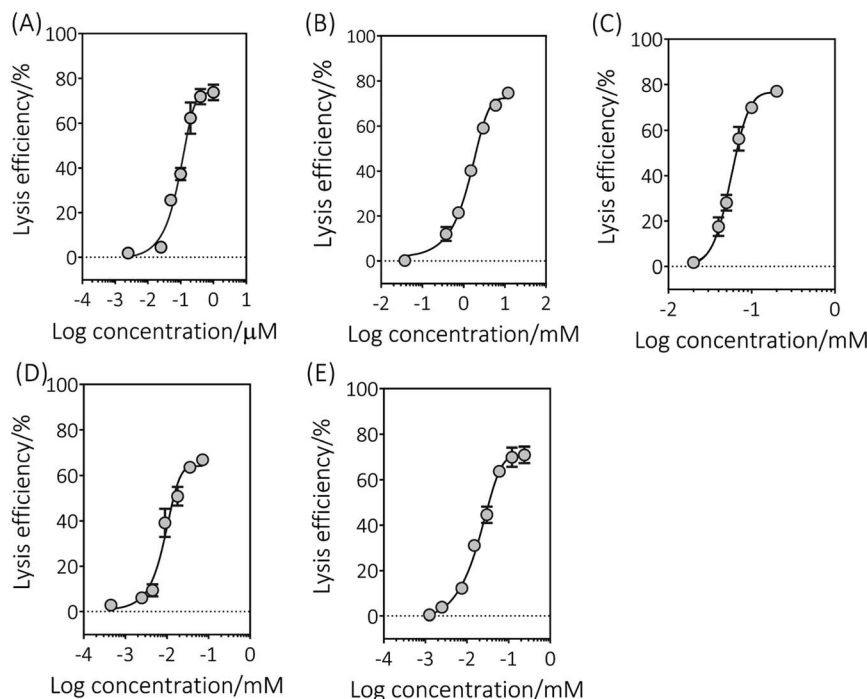 (A)
100
80
60
40
20
0
Lysis efficiency/%
-4 -3 -2 -1 0 1
Log concentration/μM
(B)
100
80
60
40
20
0
Lysis efficiency/%
-2 -1 0 1 2
Log concentration/mM
(C)
100
80
60
40
20
0
Lysis efficiency/%
-2 -1 0
Log concentration/mM
(D)
100
80
60
40
20
0
Lysis efficiency/%
-4 -3 -2 -1 0
Log concentration/mM
(E)
100
80
60
40
20
0
Lysis efficiency/%
-4 -3 -2 -1 0
Log concentration/mM